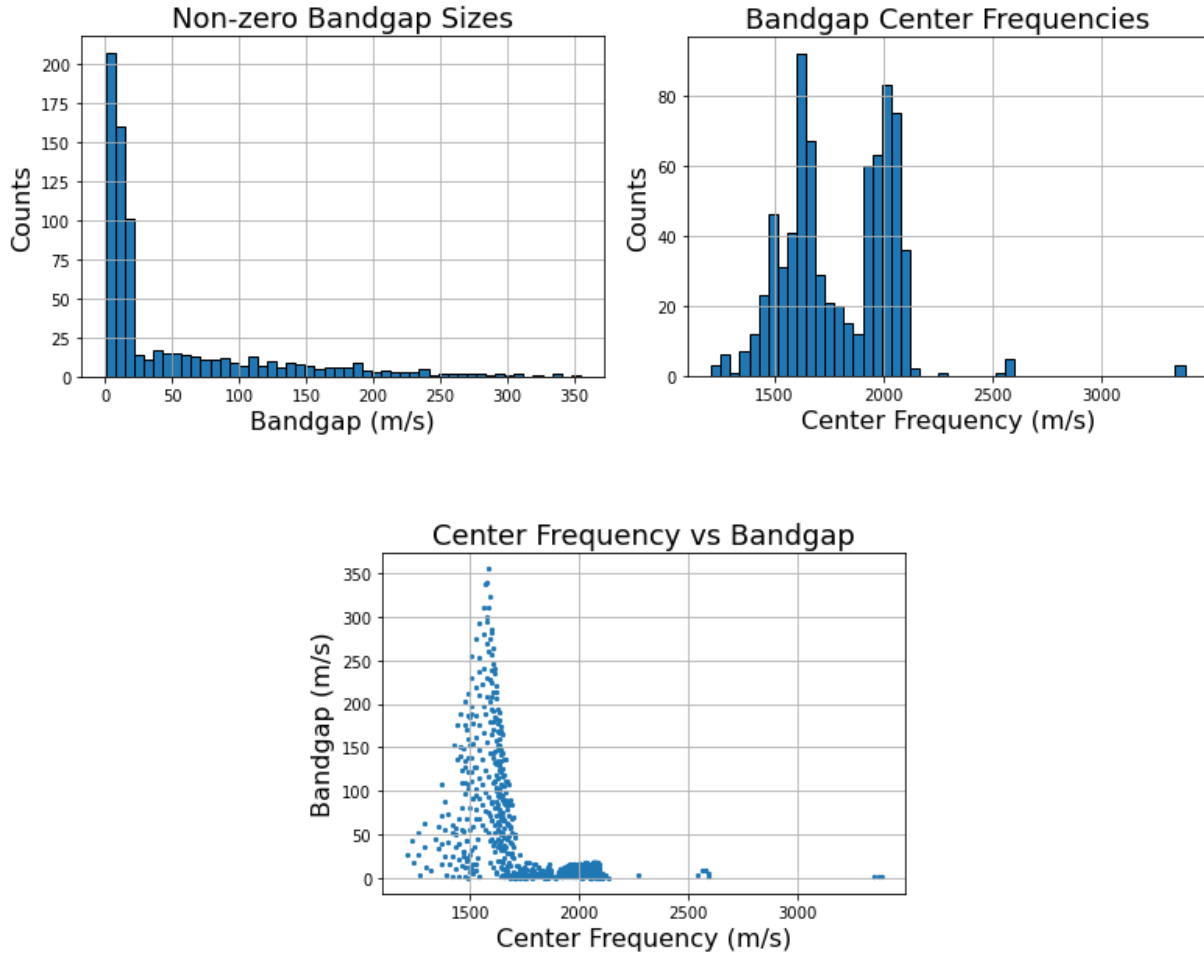 Non-zero Bandgap Sizes
200
175
150
125
100
75
50
25
0
Counts
0 50 100 150 200 250 300 350
Bandgap (m/s)
Bandgap Center Frequencies
80
60
40
20
0
Counts
1500 2000 2500 3000
Center Frequency (m/s)
Center Frequency vs Bandgap
350
300
250
200
150
100
50
0
Bandgap (m/s)
1500 2000 2500 3000
Center Frequency (m/s)